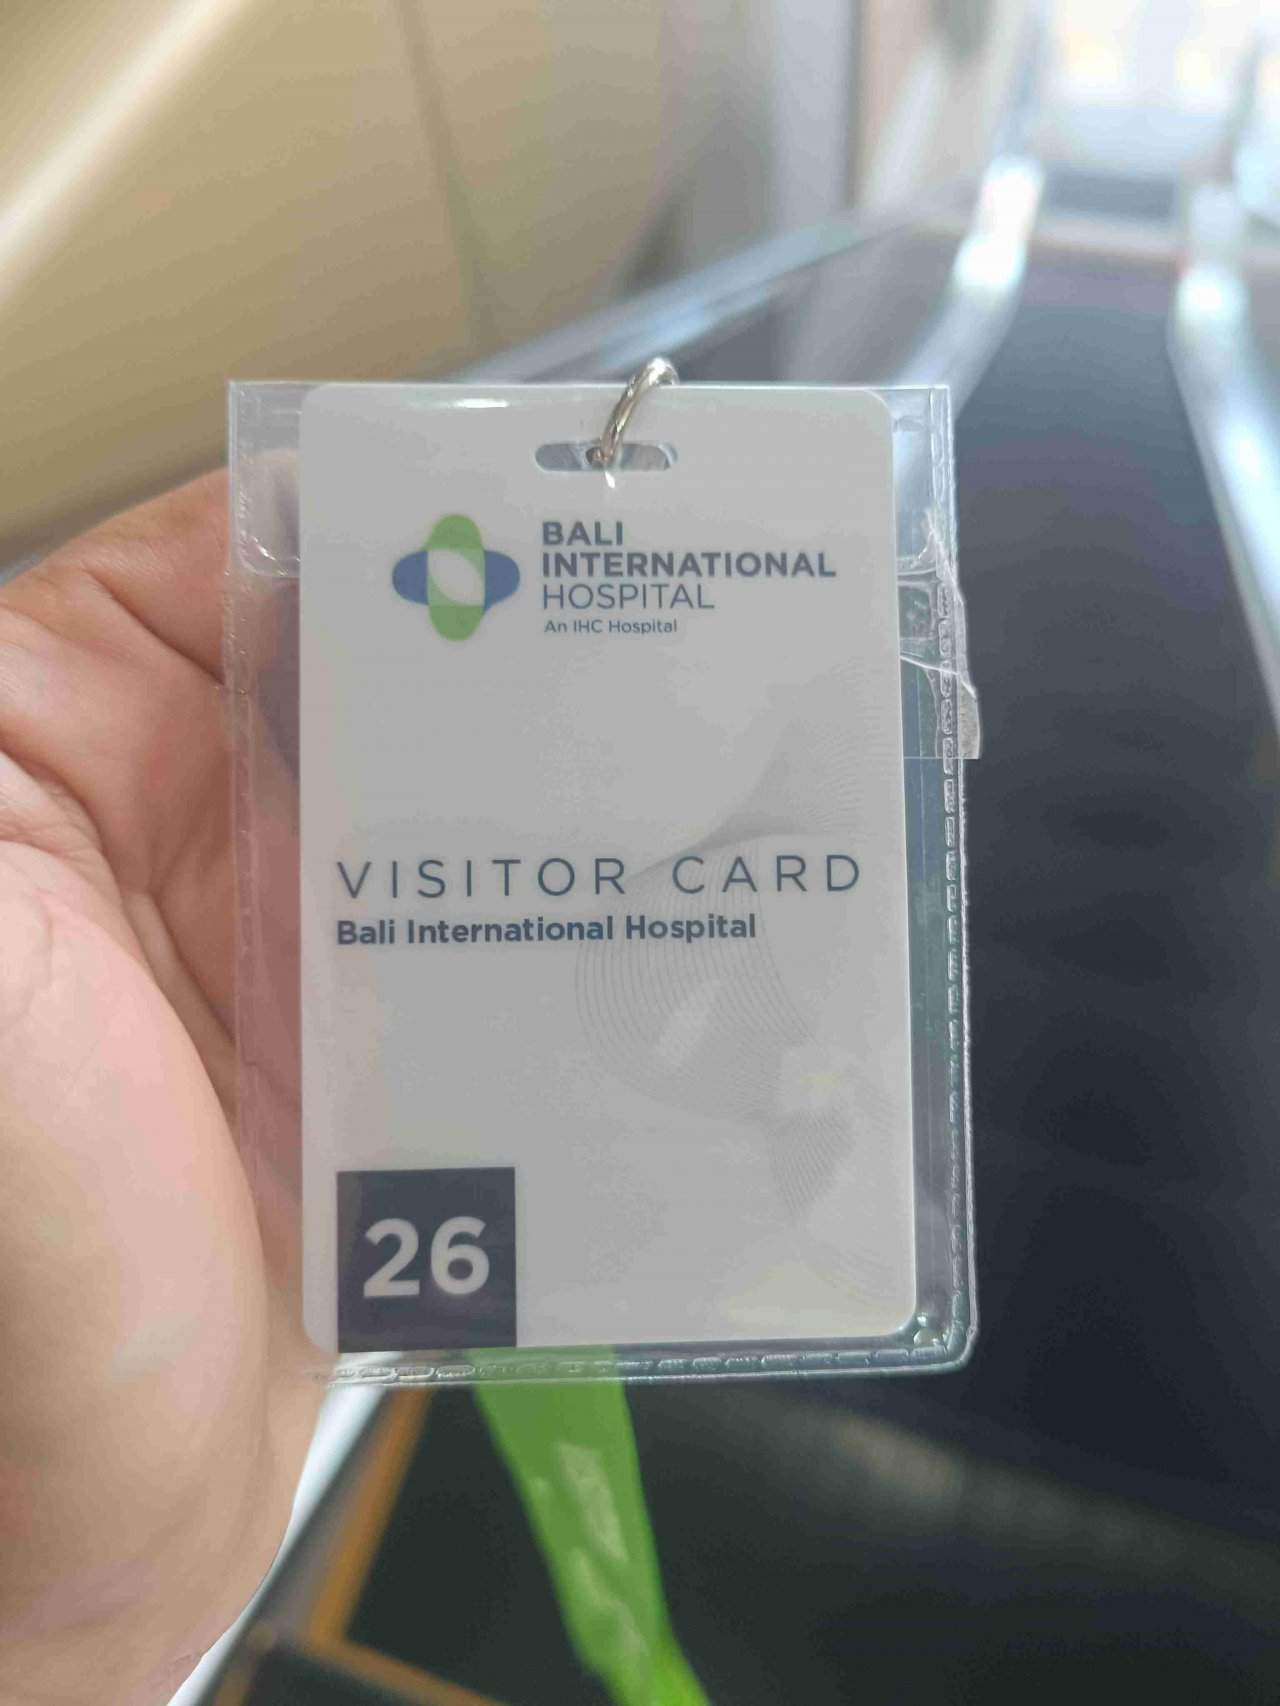 BALI
INTERNATIONAL
HOSPITAL
An IHC Hospital
VISITOR CARD
Bali International Hospital
26